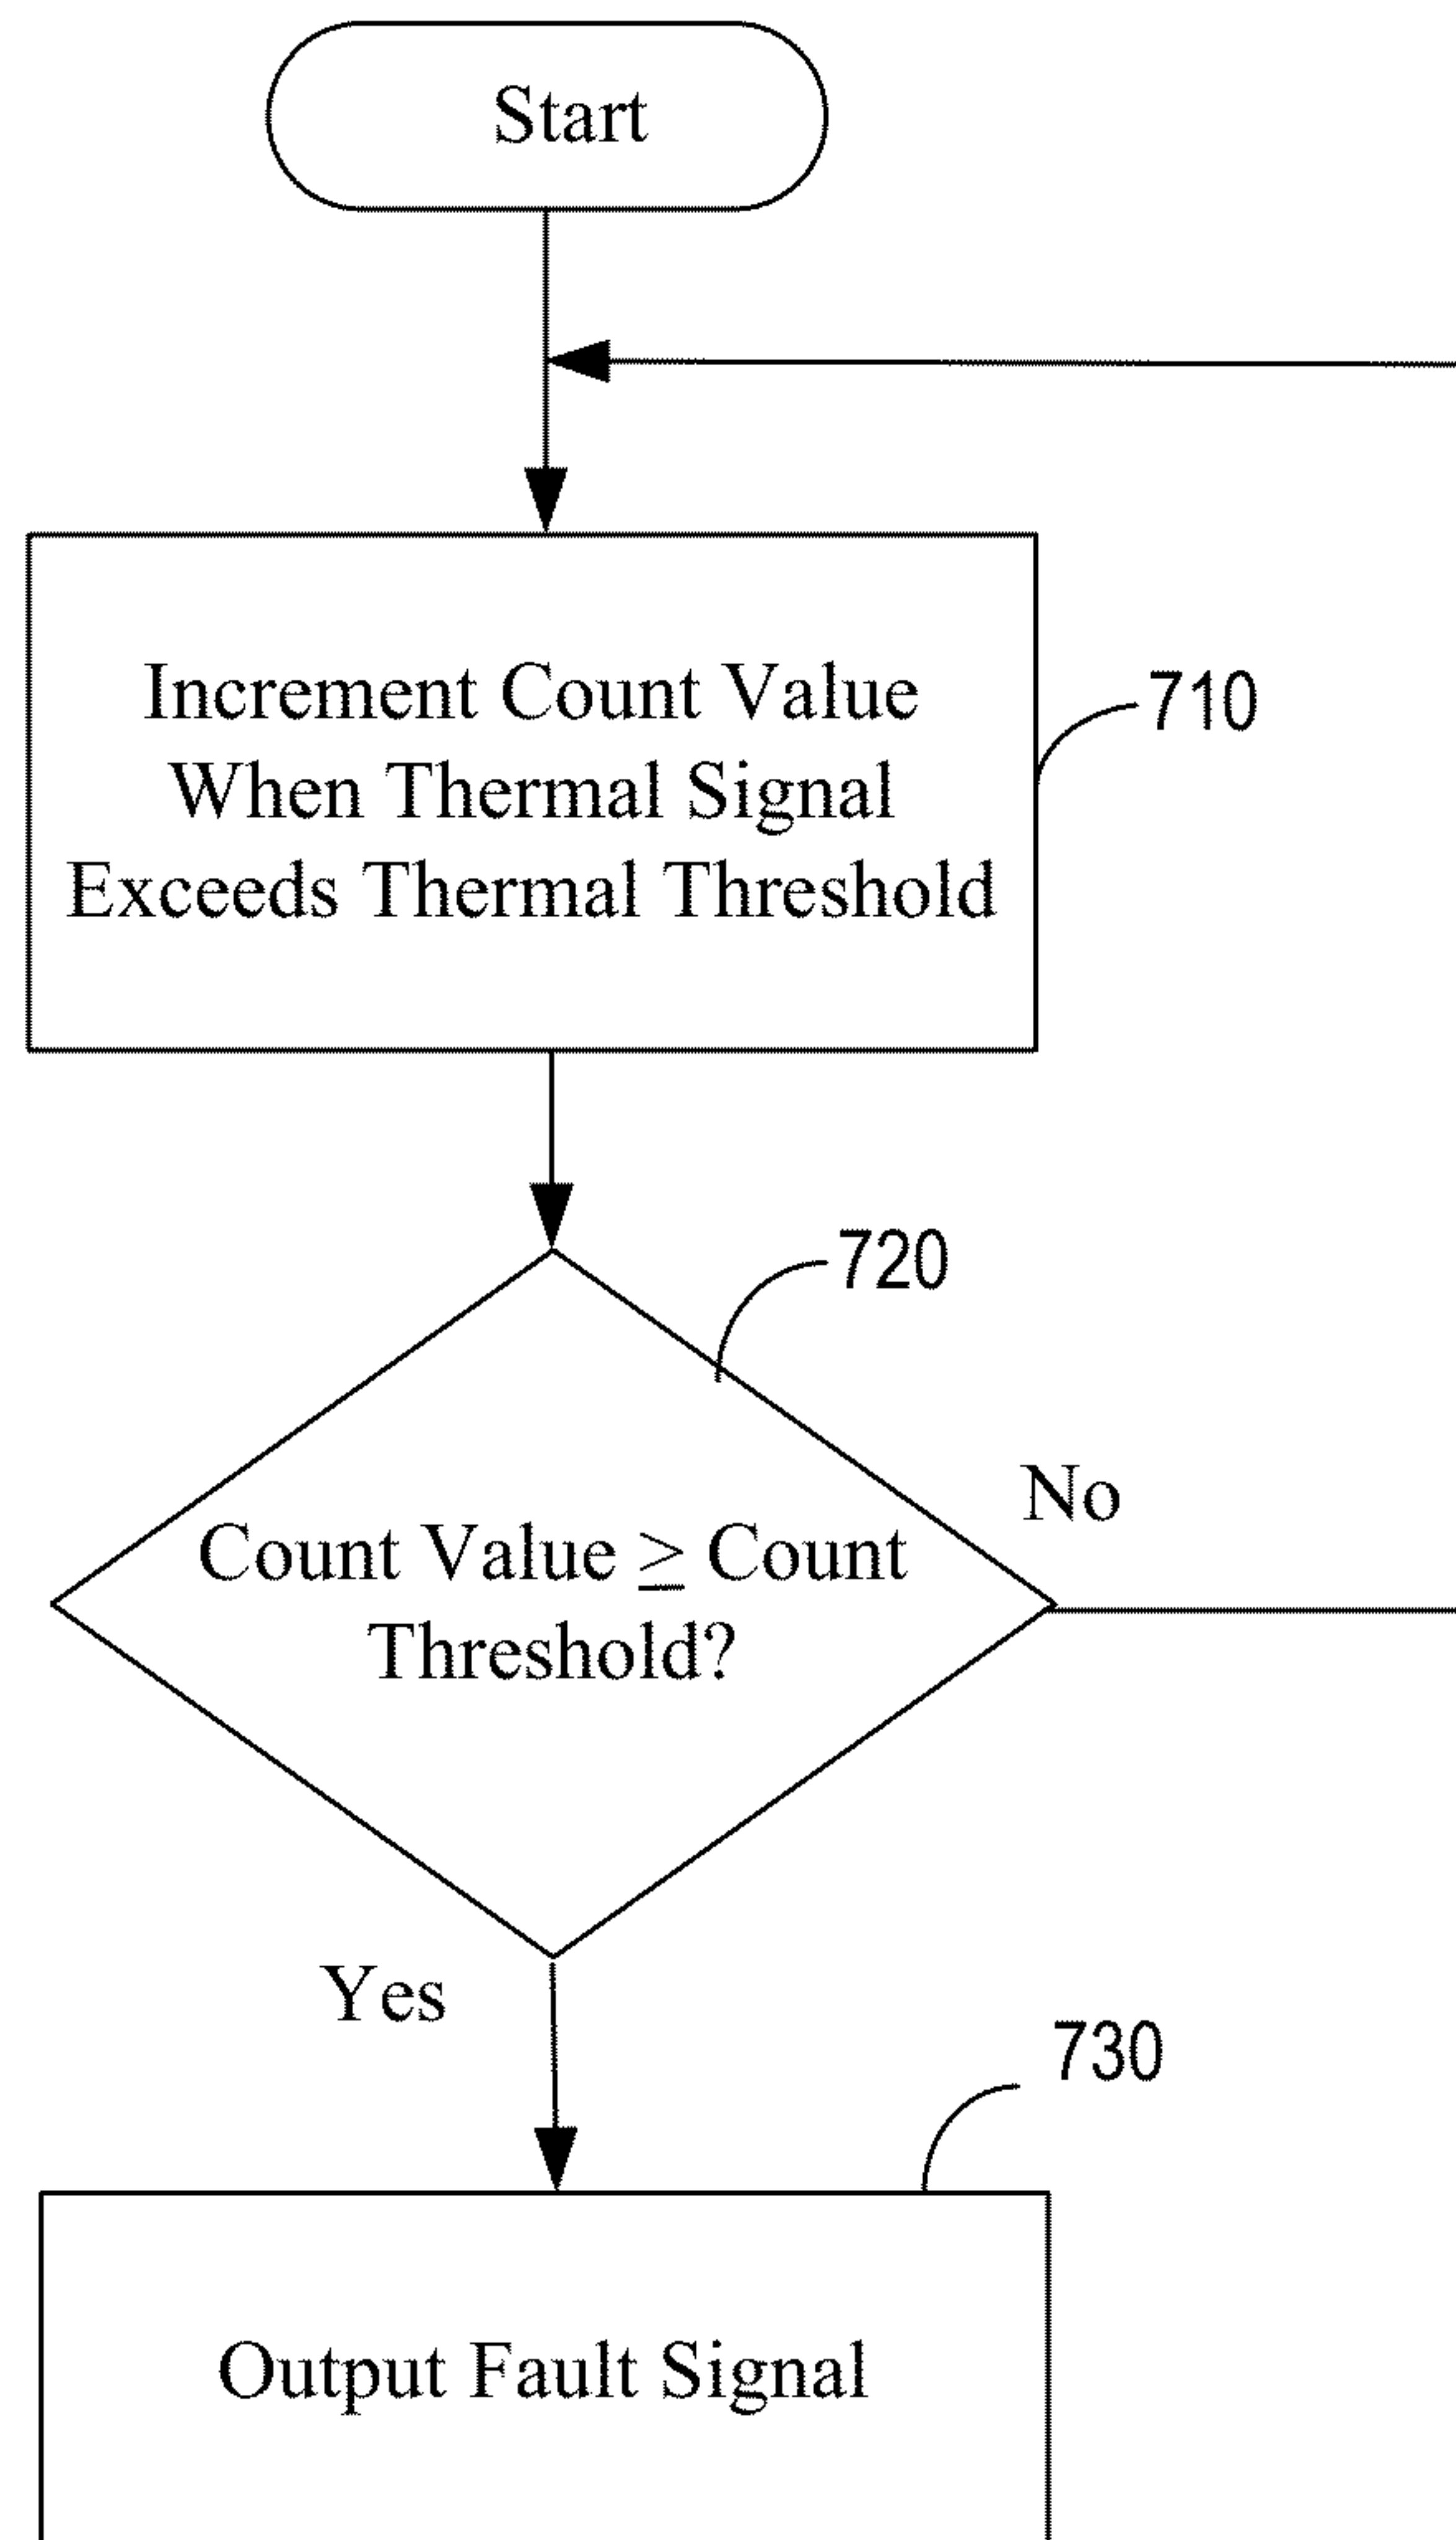 Start
Increment Count Value
When Thermal Signal
Exceeds Thermal Threshold
710
720
No
Count Value ≥ Count
Threshold?
Yes
730
Output Fault Signal